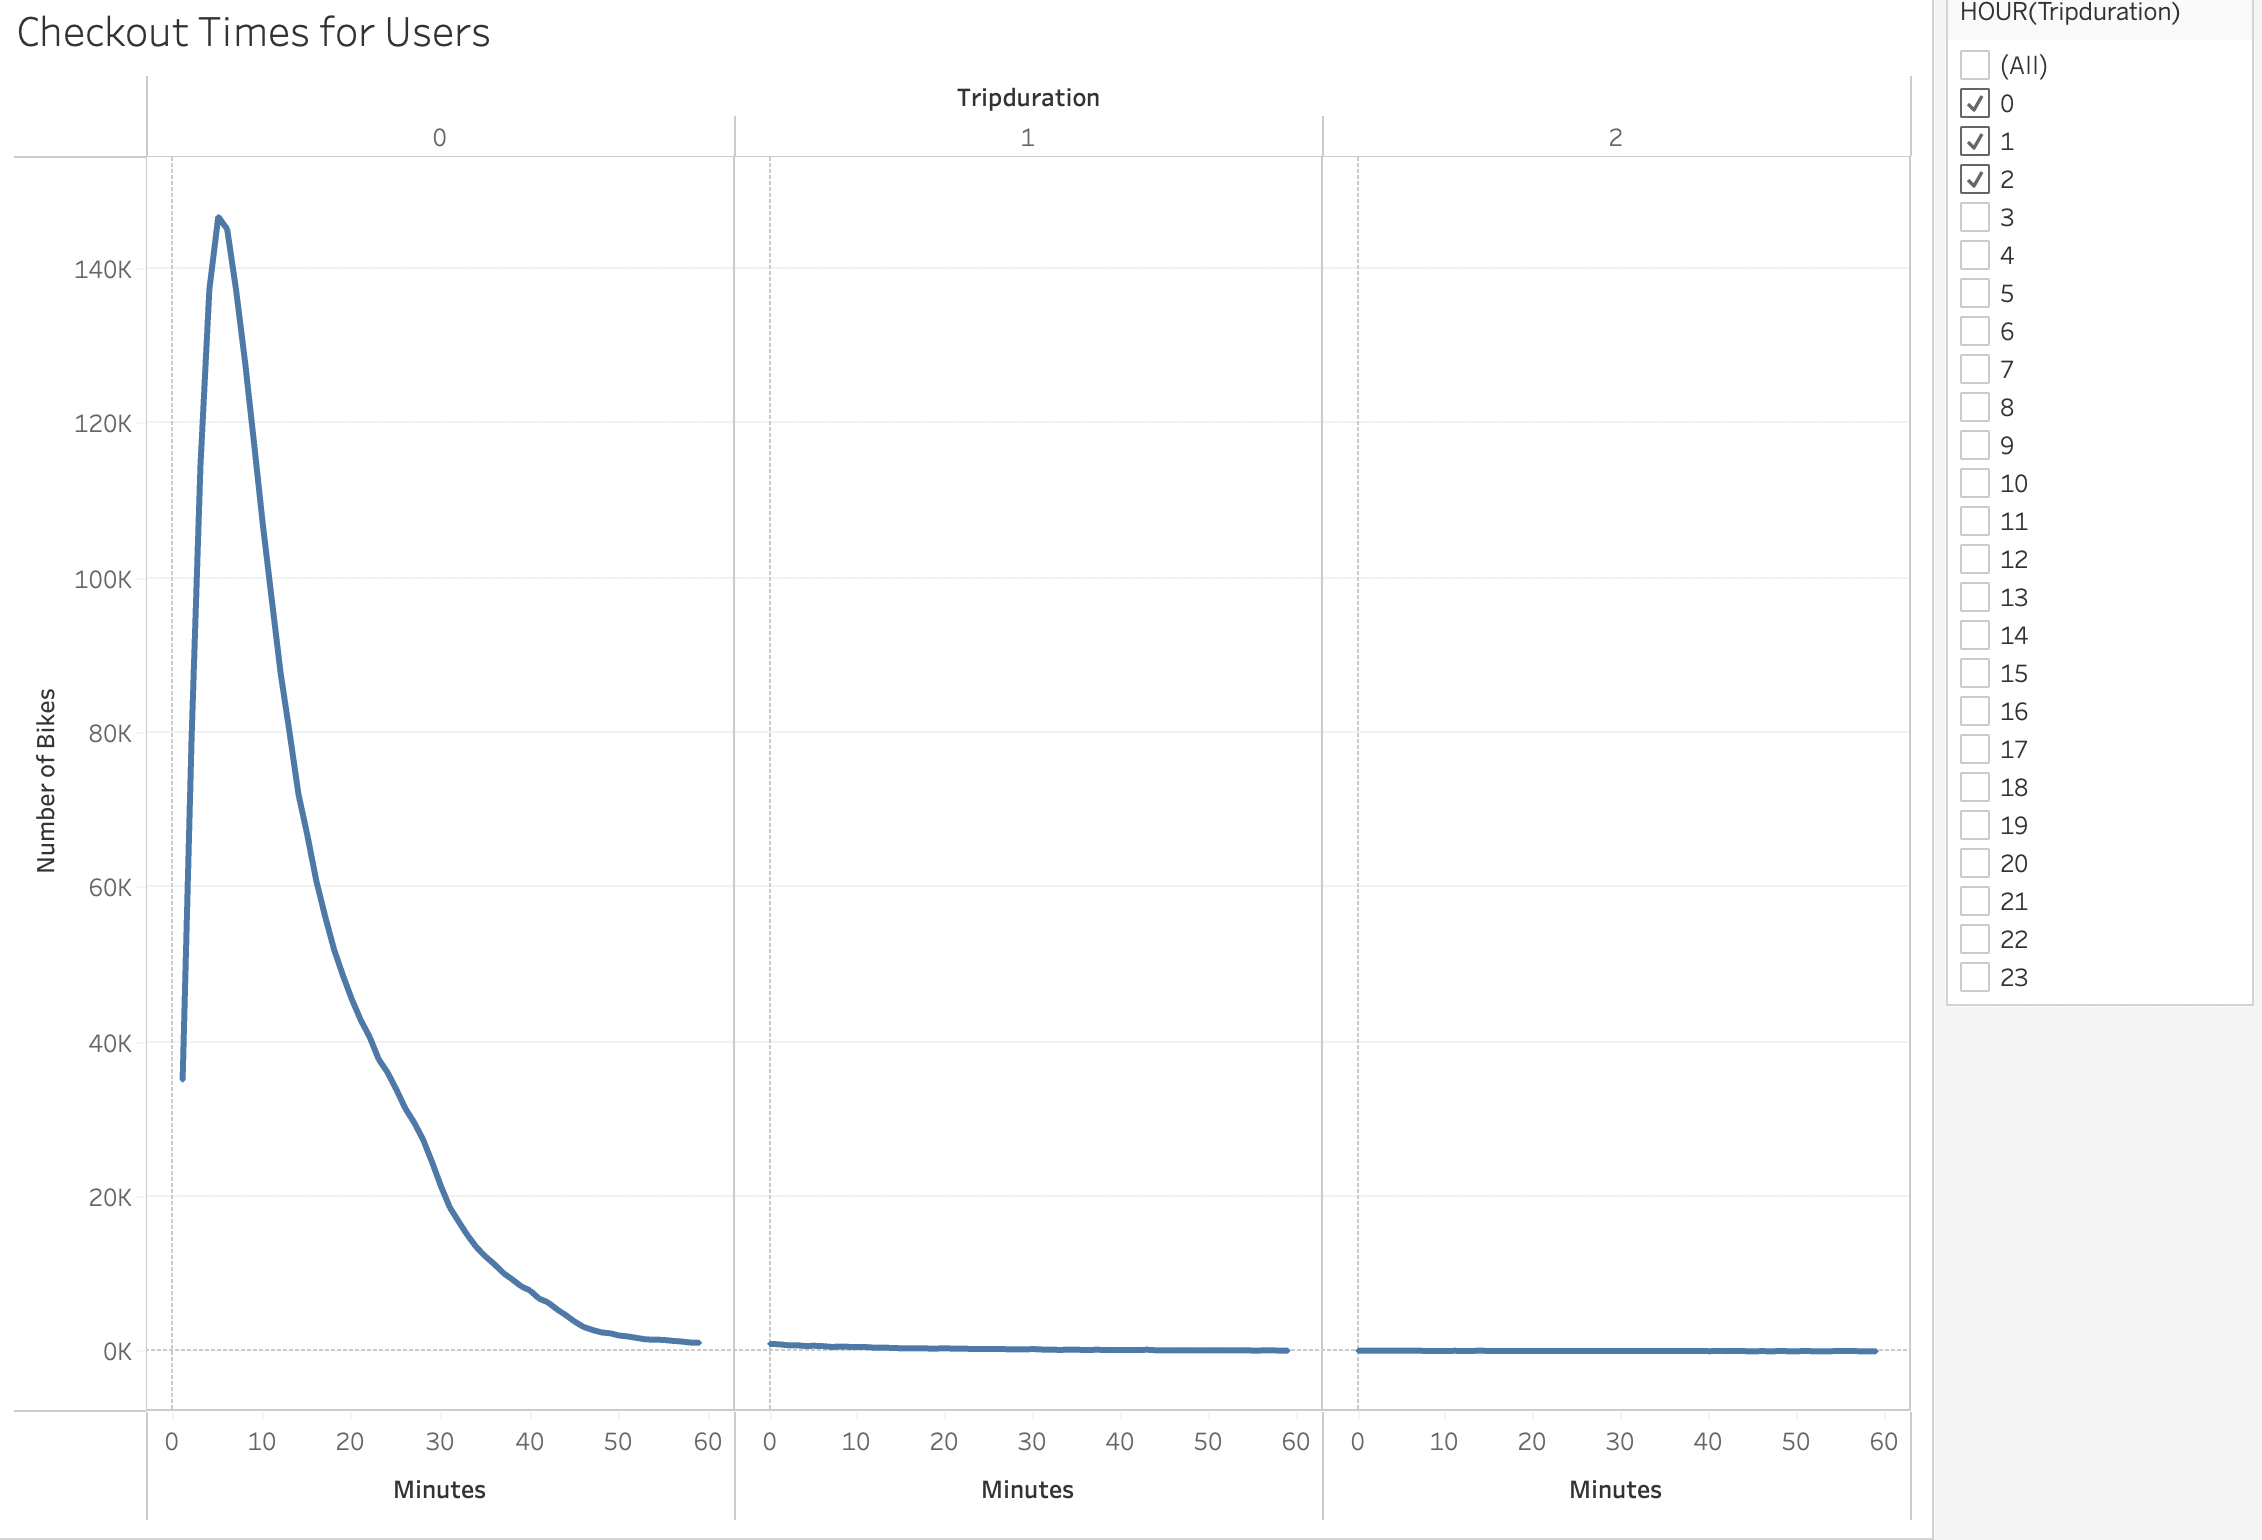 Checkout Times for Users
Tripduration
0 1 2
140K
120K
100K
80K
60K
40K
20K
0K
Number of Bikes
0 10 20 30 40 50 60 0 10 20 30 40 50 60 0 10 20 30 40 50 60
Minutes Minutes Minutes
HOUR(Tripduration)
(All)
0
1
2
3
4
5
6
7
8
9
10
11
12
13
14
15
16
17
18
19
20
21
22
23